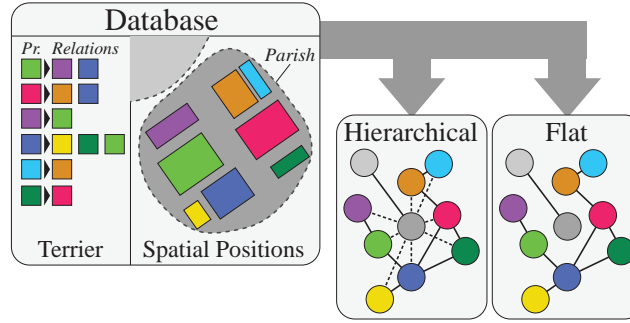 Database
Pr. Relations
Parish
Terrier
Spatial Positions
Hierarchical
Flat